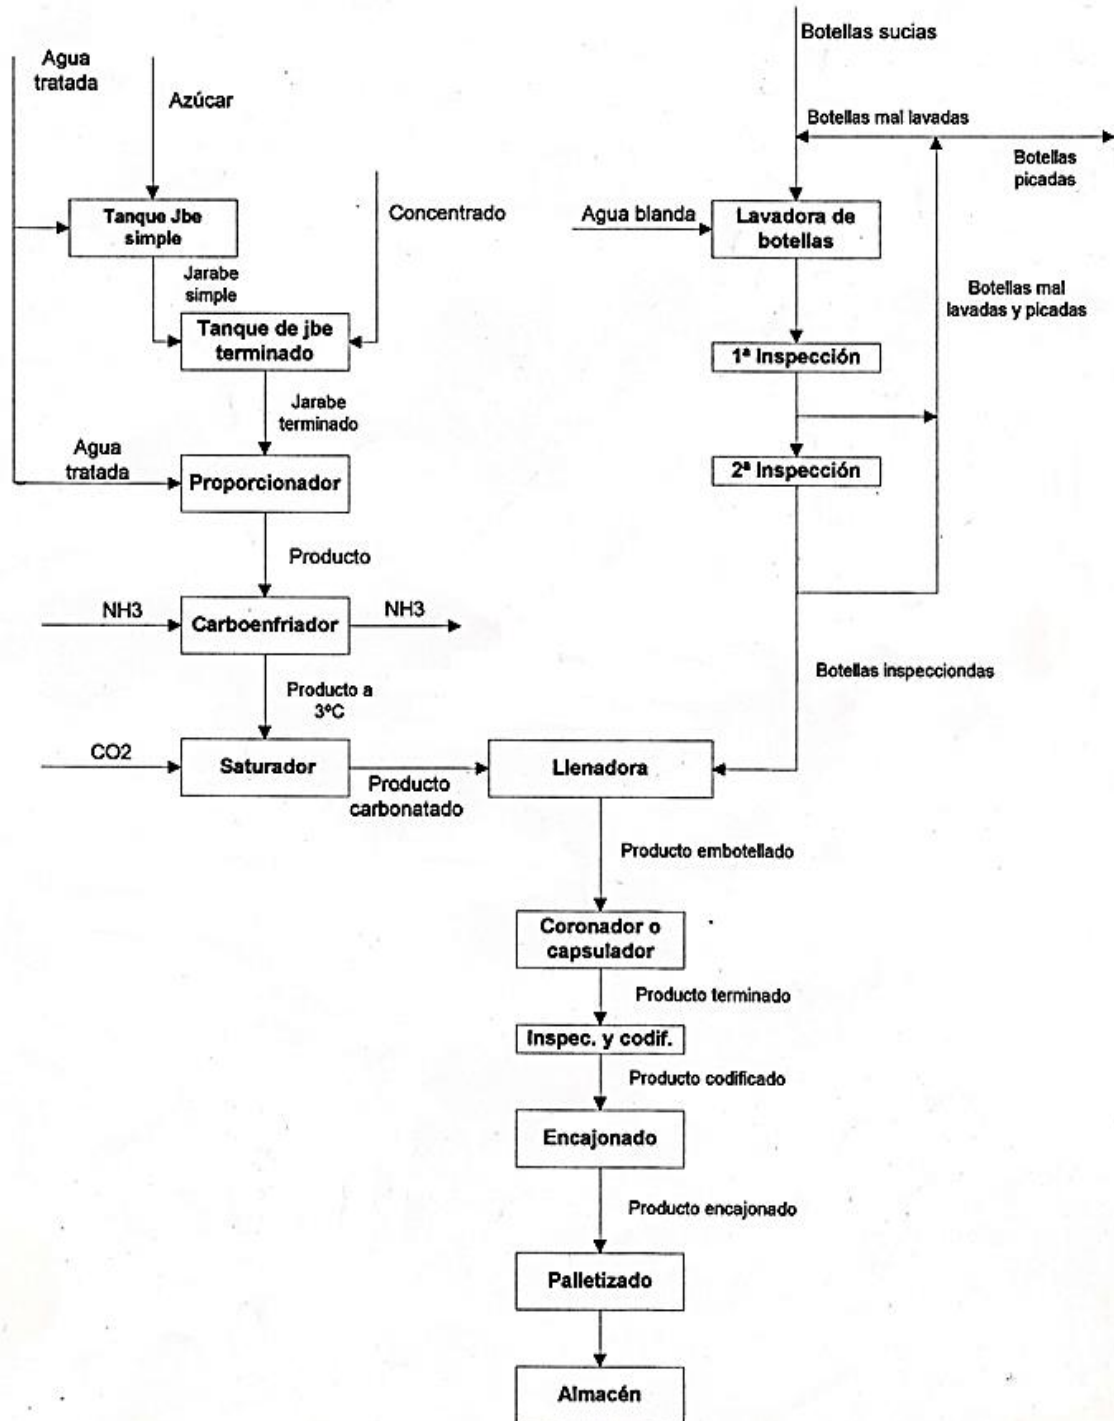 Agua
tratada
Azúcar
Tanque Jbe
simple
Concentrado
Jarabe
simple
Tanque de jbe
terminado
Jarabe
terminado
Agua
tratada
Proporcionador
Producto
NH3
Carboenfriador
NH3
Producto a
3ºC
CO2
Saturador
Producto
carbonatado
Botellas sucias
Botellas mal lavadas
Botellas
picadas
Agua blanda
Lavadora de
botellas
Botellas mal
lavadas y picadas
1ª Inspección
2ª Inspección
Botellas inspecciondas
Llenadora
Producto embotellado
Coronador o
capsulador
Producto terminado
Inspec. y codif.
Producto codificado
Encajonado
Producto encajonado
Palletizado
Almacén